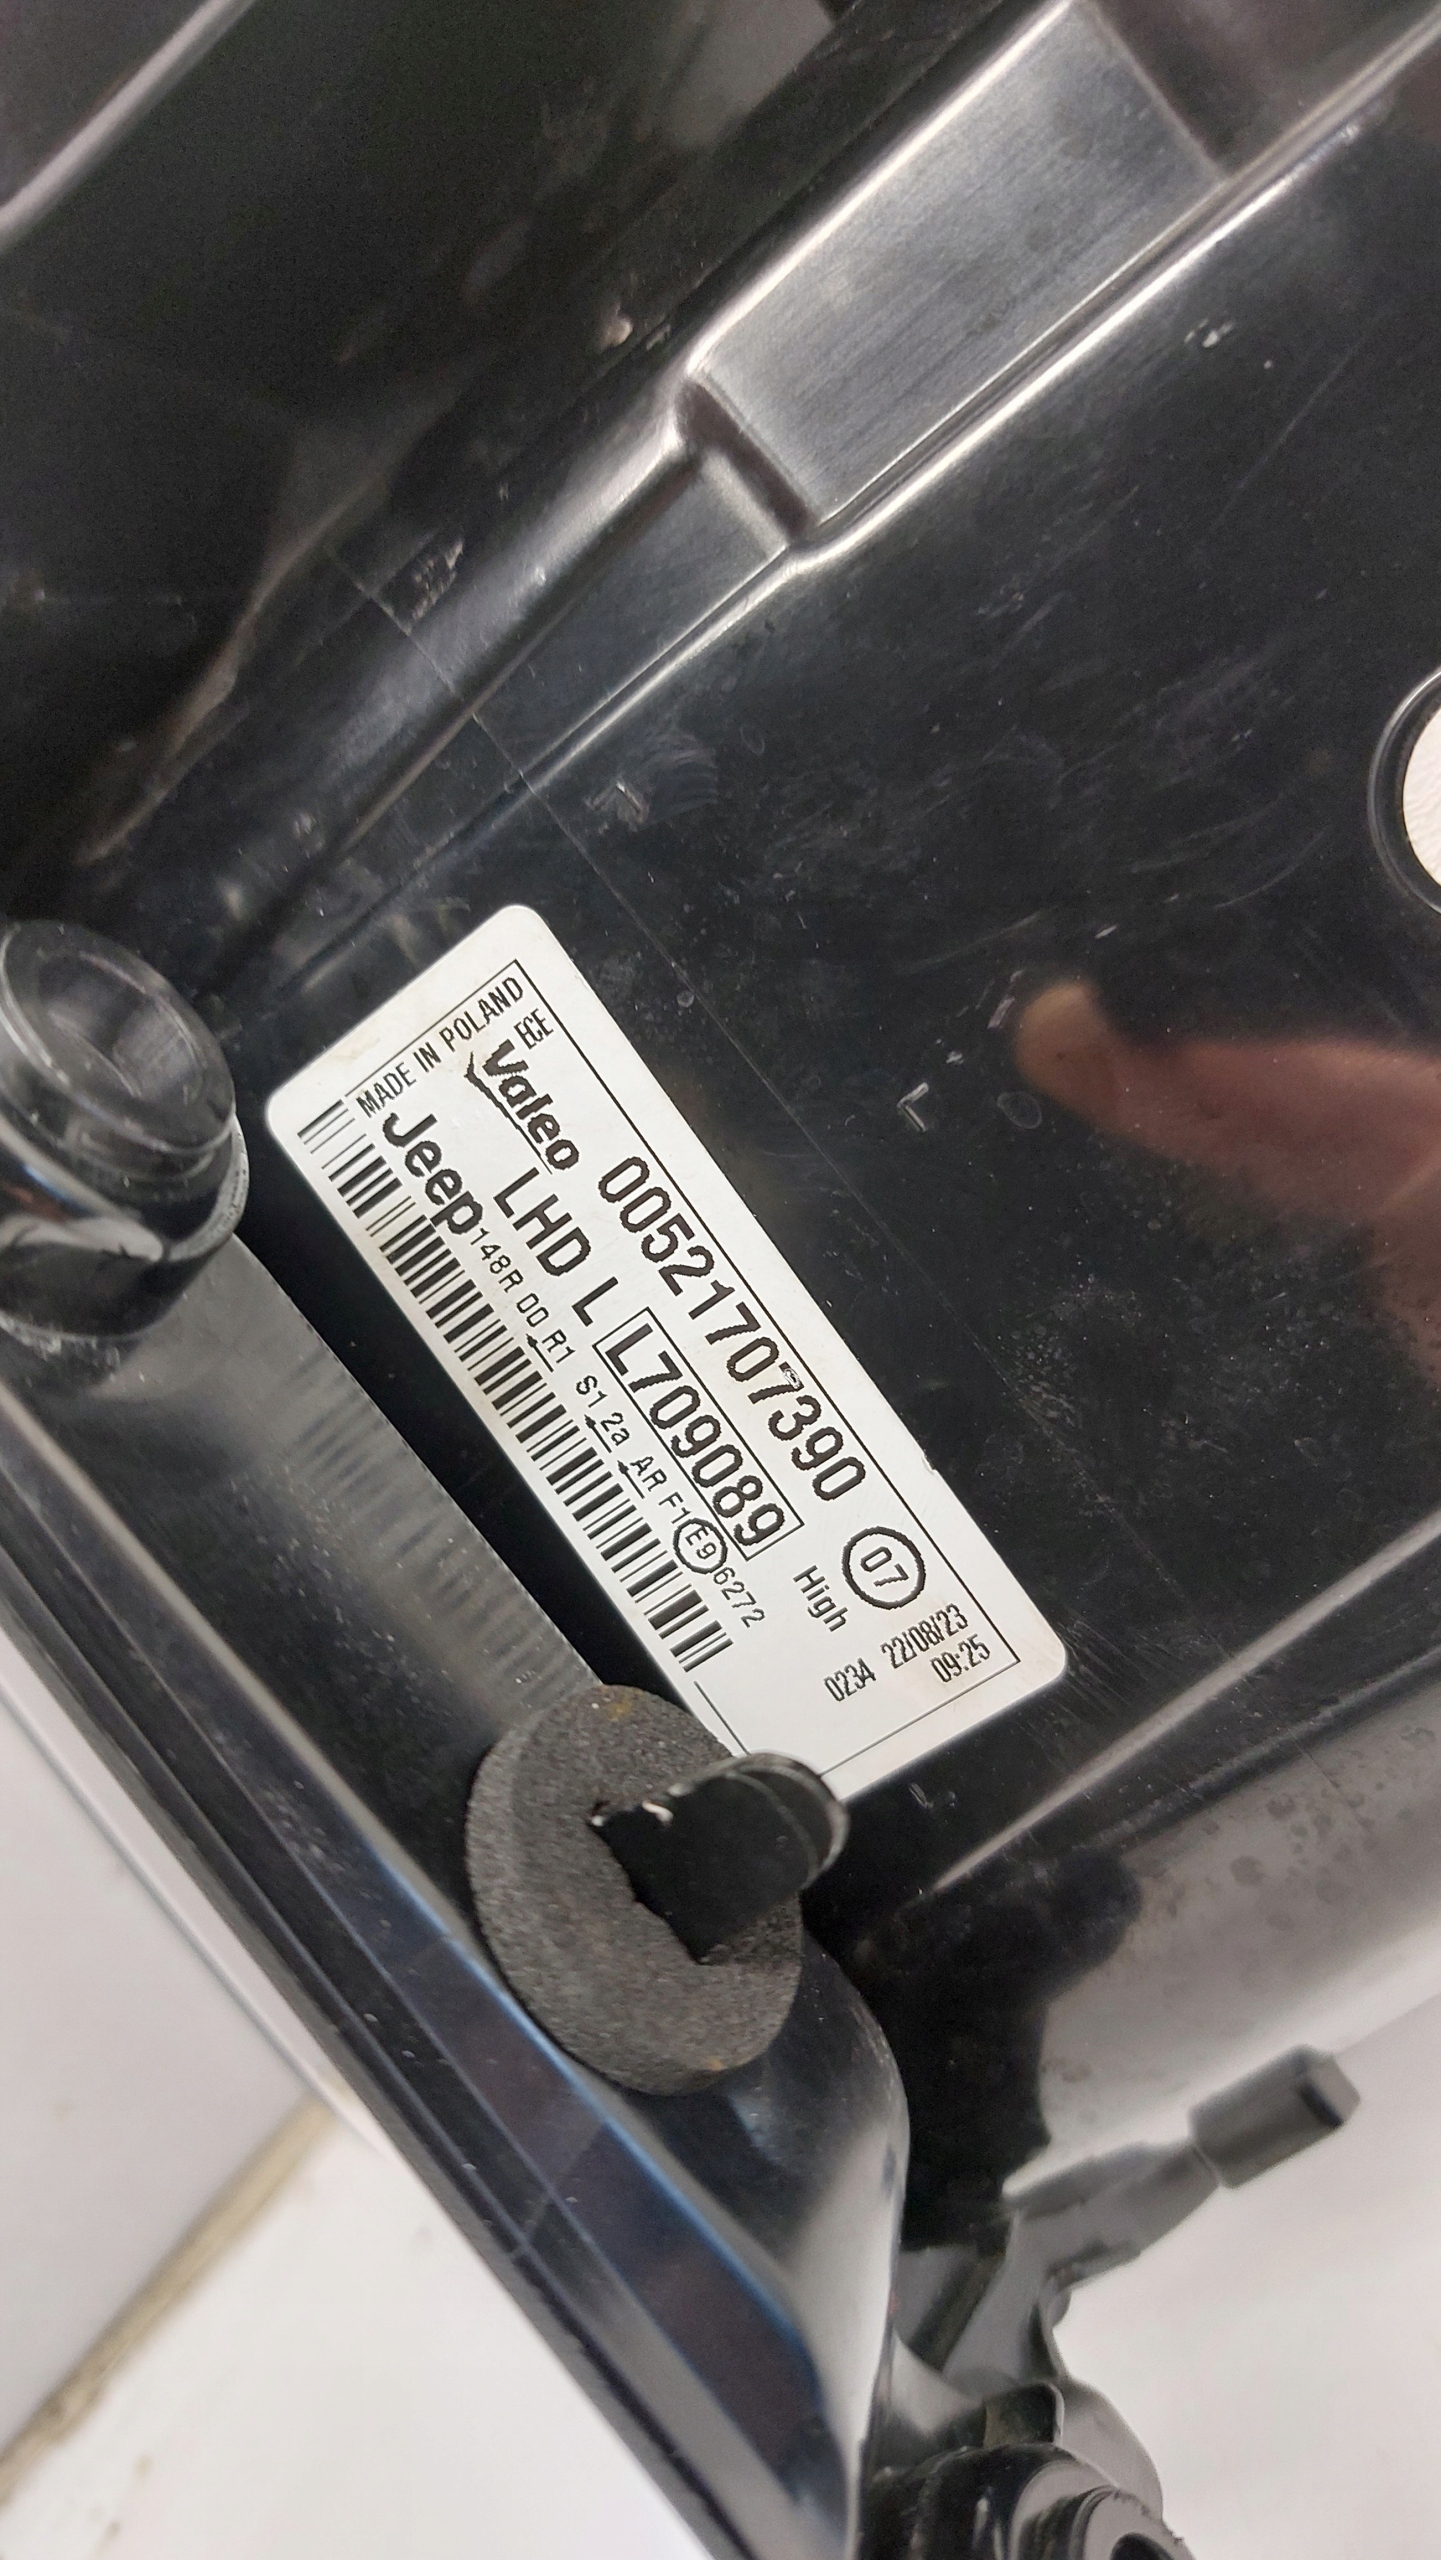 MADE IN POLAND
ECE
Valeo 00521707390 07
LHD L L709089 High
Jeep 148R 00 R1 S1 2a AR F1 E9 6272
0234 22/08/23
09:25